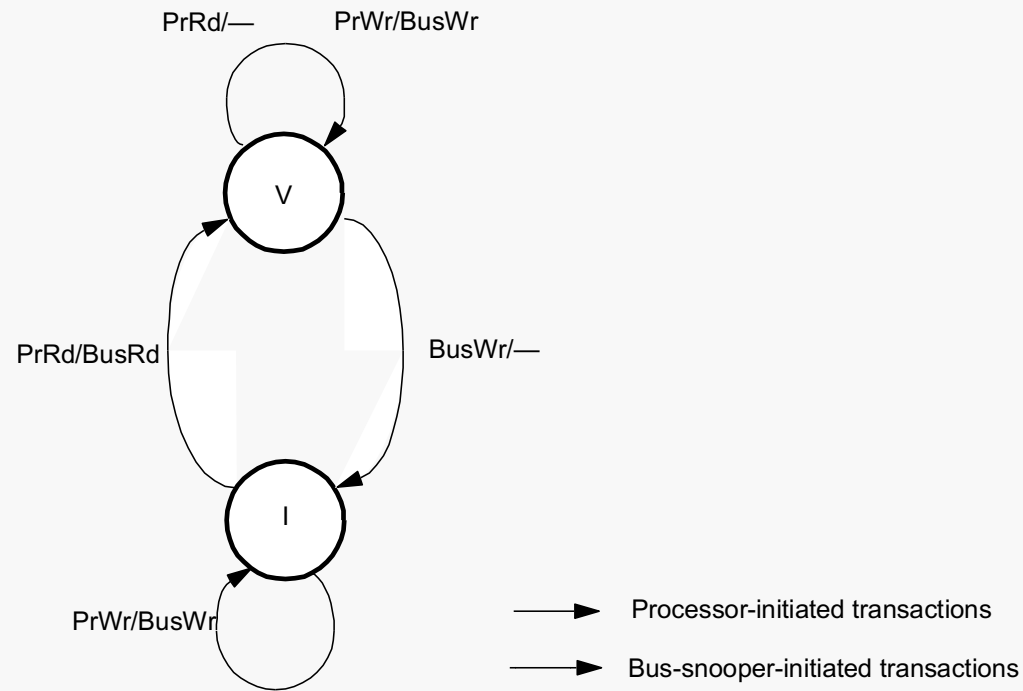 PrRd/— PrWr/BusWr
V
PrRd/BusRd BusWr/—
I
PrWr/BusWr
Processor-initiated transactions
Bus-snooper-initiated transactions